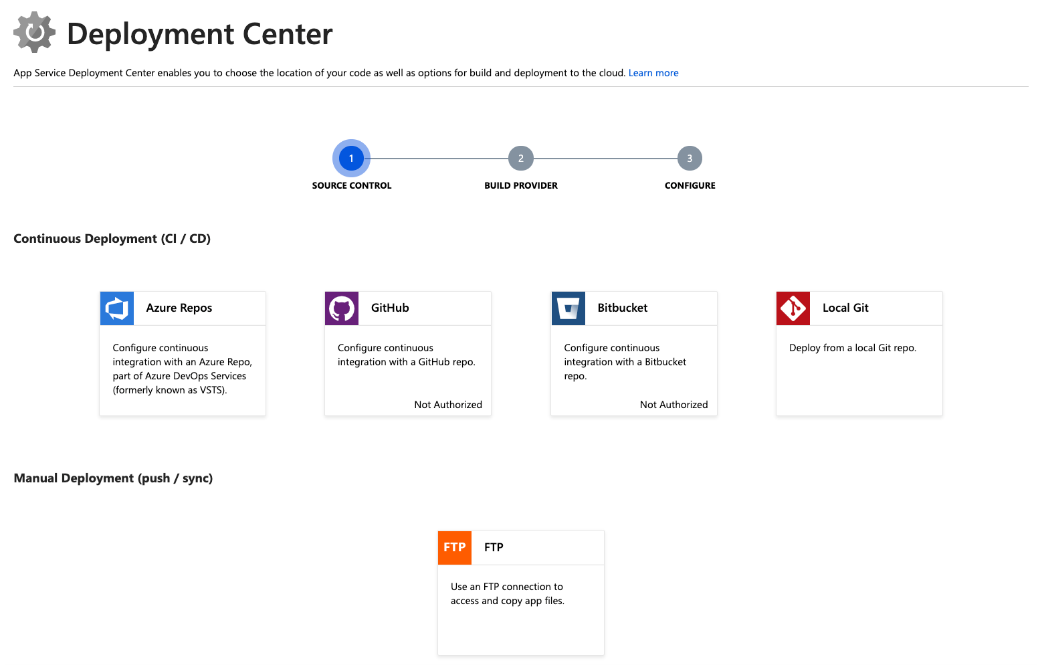 Deployment Center
App Service Deployment Center enables you to choose the location of your code as well as options for build and deployment to the cloud. Learn more
1
2
3
SOURCE CONTROL
BUILD PROVIDER
CONFIGURE
Continuous Deployment (CI / CD)
Azure Repos
Configure continuous
integration with an Azure Repo,
part of Azure DevOps Services
(formerly known as VSTS).
GitHub
Configure continuous
integration with a GitHub repo.
Not Authorized
Bitbucket
Configure continuous
integration with a Bitbucket
repo.
Not Authorized
Local Git
Deploy from a local Git repo.
Manual Deployment (push / sync)
FTP
FTP
Use an FTP connection to
access and copy app files.